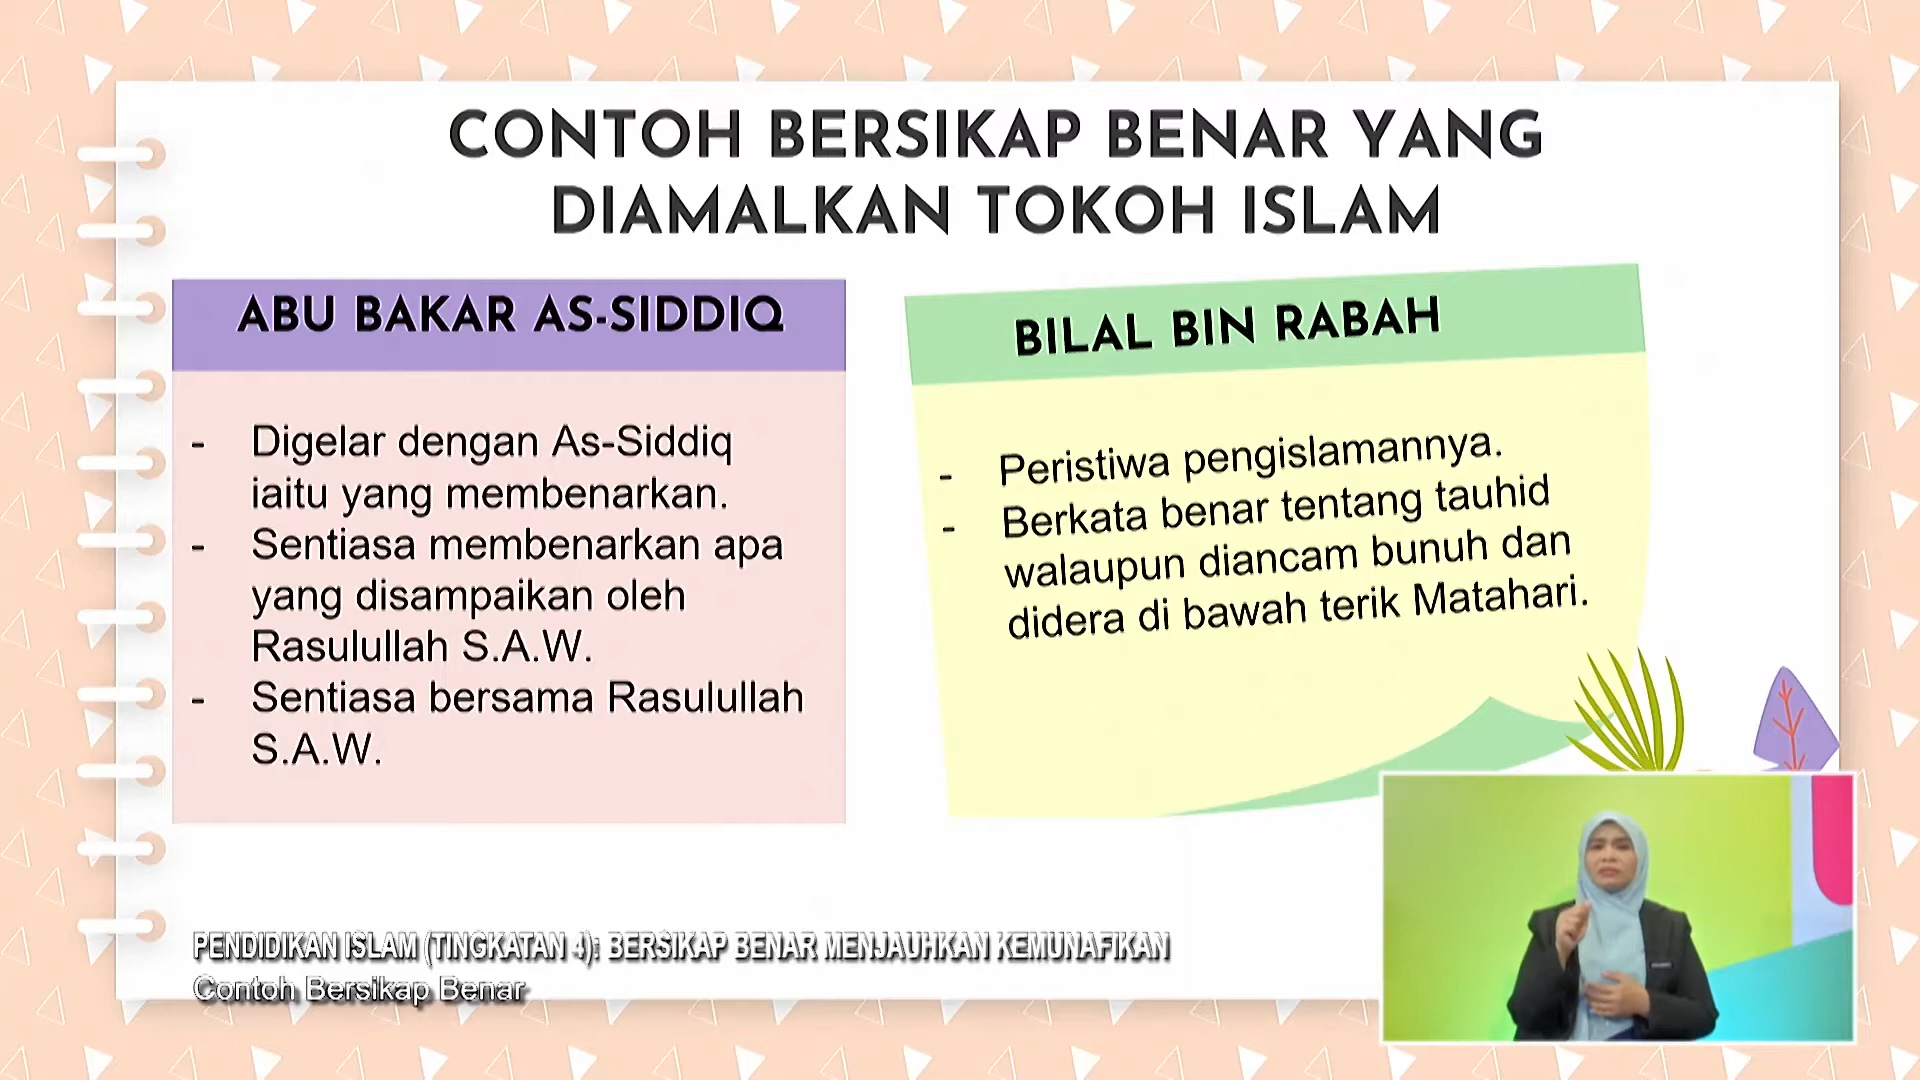 CONTOH BERSIKAP BENAR YANG
DIAMALKAN TOKOH ISLAM
ABU BAKAR AS-SIDDIQ
- Digelar dengan As-Siddiq
iaitu yang membenarkan.
- Sentiasa membenarkan apa
yang disampaikan oleh
Rasulullah S.A.W.
- Sentiasa bersama Rasulullah
S.A.W.
BILAL BIN RABAH
- Peristiwa pengislamannya.
- Berkata benar tentang tauhid
walaupun diancam bunuh dan
didera di bawah terik Matahari.
PENDIDIKAN ISLAM (TINGKATAN 4): BERSIKAP BENAR MENJAUHKAN KEMUNAFIKAN
Contoh Bersikap Benar